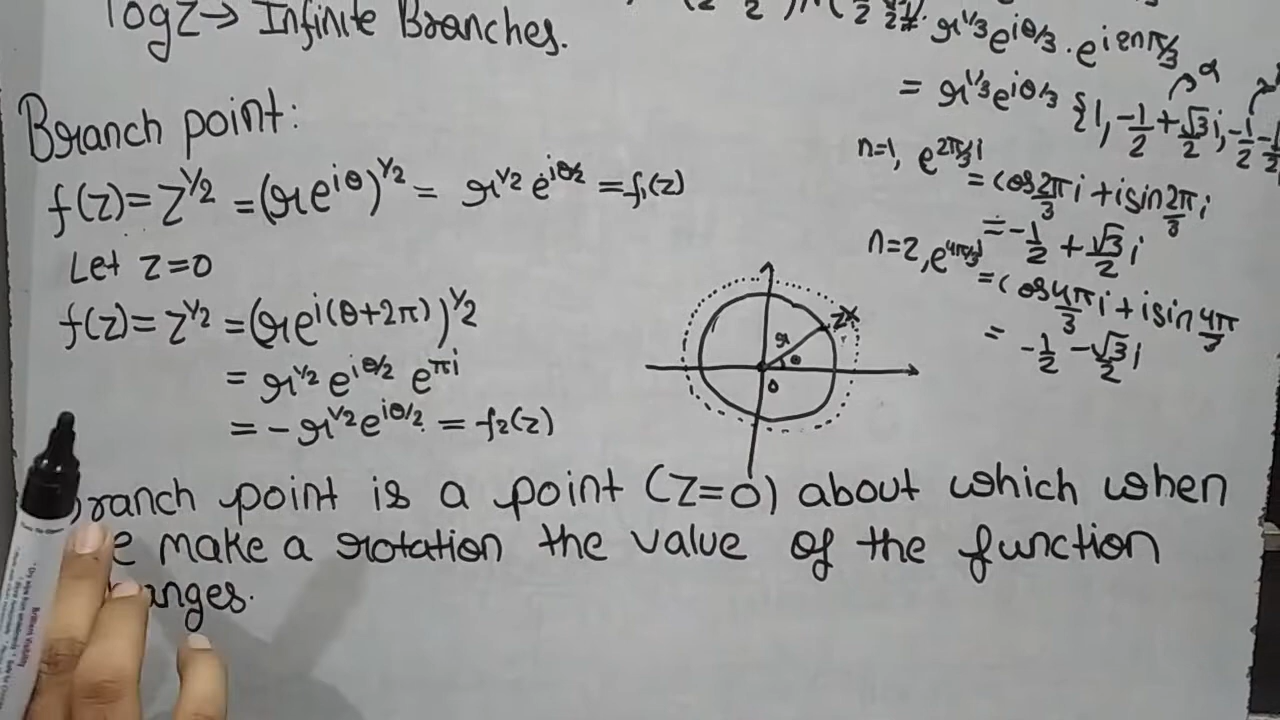 logz → Infinite Branches.
Branch point:
f(z) = z^1/2 = (re^iθ)^1/2 = r^1/2 e^iθ/2 = f₁(z)
Let z=0
f(z) = z^1/2 = (re^i(θ+2π))^1/2
= r^1/2 e^iθ/2 e^πi
= -r^1/2 e^iθ/2 = f₂(z)
Branch point is a point (z=0) about which when
e make a rotation the value of the function
anges.
r^1/3 e^iθ/3 . e^i2nπ/3
= r^1/3 e^iθ/3 {1, -1/2 + √3/2 i, -1/2 -
α
n=1, e^2π/3 i
= cos 2π/3 i + i sin 2π/3 i
= -1/2 + √3/2 i
n=2, e^4π/3 i
= cos 4π/3 i + i sin 4π/3
= -1/2 - √3/2 i
z
r
θ
0